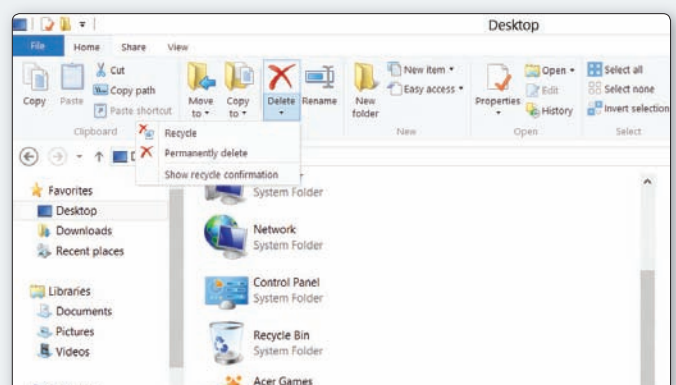 Desktop
File Home Share View
Copy
Paste
Cut
Copy path
Paste shortcut
Clipboard
Move to
Copy to
Delete
Rename
New folder
New item
Easy access
New
Properties
Open
Edit
History
Open
Select all
Select none
Invert selection
Select
Recycle
Permanently delete
Show recycle confirmation
Favorites
Desktop
Downloads
Recent places
Libraries
Documents
Pictures
Videos
System Folder
Network
System Folder
Control Panel
System Folder
Recycle Bin
System Folder
Acer Games